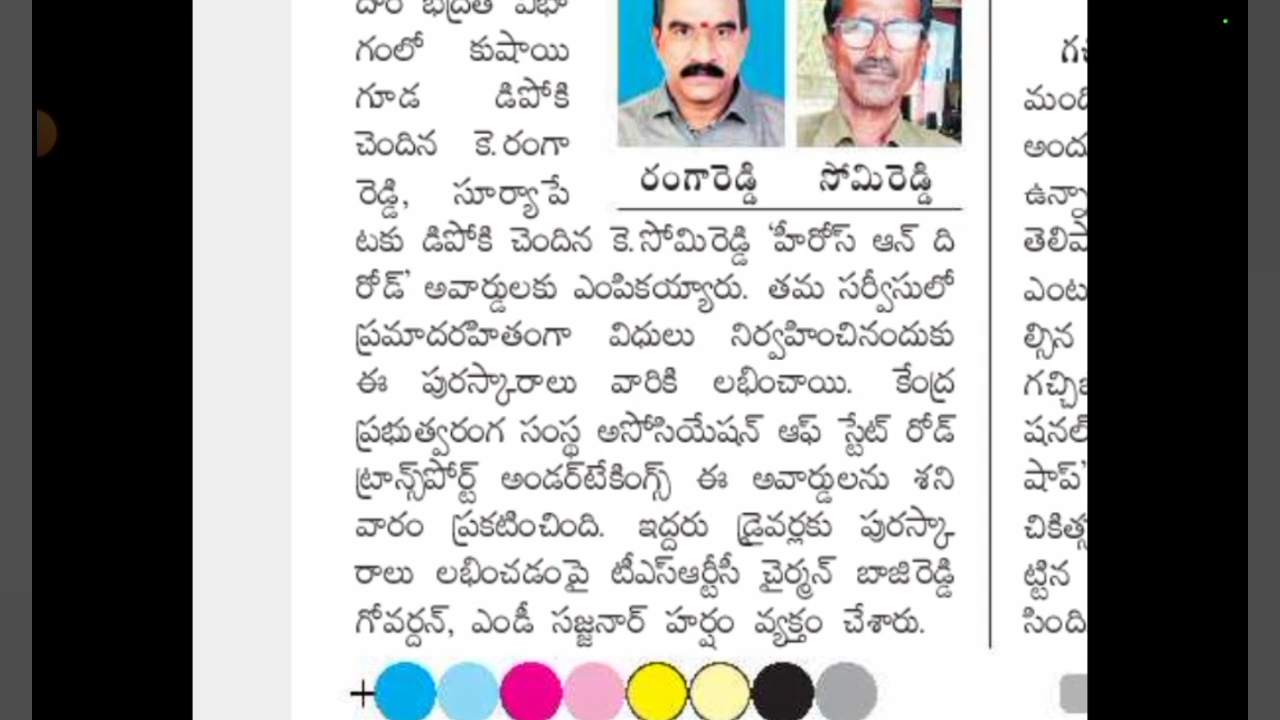 గంలో కుషాయి
గూడ డిపోకి
చెందిన కె.రంగా
రెడ్డి, సూర్యాపే
రంగారెడ్డి సోమిరెడ్డి
టకు డిపోకి చెందిన కె.సోమిరెడ్డి ‘హీరోస్ ఆన్ ది
రోడ్’ అవార్డులకు ఎంపికయ్యారు. తమ సర్వీసులో
ప్రమాదరహితంగా విధులు నిర్వహించినందుకు
ఈ పురస్కారాలు వారికి లభించాయి. కేంద్ర
ప్రభుత్వరంగ సంస్థ అసోసియేషన్ ఆఫ్ స్టేట్ రోడ్
ట్రాన్స్‌పోర్ట్ అండర్‌టేకింగ్స్ ఈ అవార్డులను శని
వారం ప్రకటించింది. ఇద్దరు డ్రైవర్లకు పురస్కా
రాలు లభించడంపై టీఎస్ఆర్టీసీ చైర్మన్ బాజిరెడ్డి
గోవర్దన్, ఎండీ సజ్జనార్ హర్షం వ్యక్తం చేశారు.
ల్సిన
షాప్’
ట్టిన